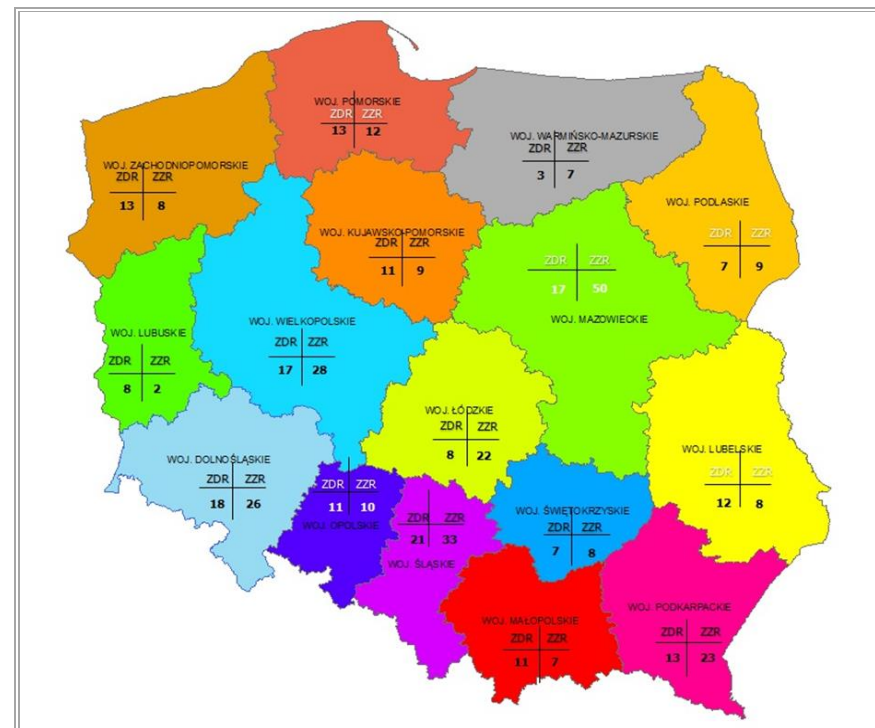 WOJ. POMORSKIE
ZDR ZZR
13 12
WOJ. WARMIŃSKO-MAZURSKIE
ZDR ZZR
3 7
WOJ. ZACHODNIOPOMORSKIE
ZDR ZZR
13 8
WOJ. PODLASKIE
ZDR ZZR
7 9
WOJ. KUJAWSKO-POMORSKIE
ZDR ZZR
11 9
ZDR ZZR
17 50
WOJ. MAZOWIECKIE
WOJ. LUBUSKIE
ZDR ZZR
8 2
WOJ. WIELKOPOLSKIE
ZDR ZZR
17 28
WOJ. ŁÓDZKIE
ZDR ZZR
8 22
WOJ. LUBELSKIE
ZDR ZZR
12 8
WOJ. DOLNOŚLĄSKIE
ZDR ZZR
18 26
ZDR ZZR
11 10
WOJ. OPOLSKIE
ZDR ZZR
21 33
WOJ. ŚLĄSKIE
WOJ. ŚWIĘTOKRZYSKIE
ZDR ZZR
7 8
WOJ. MAŁOPOLSKIE
ZDR ZZR
11 7
WOJ. PODKARPACKIE
ZDR ZZR
13 23